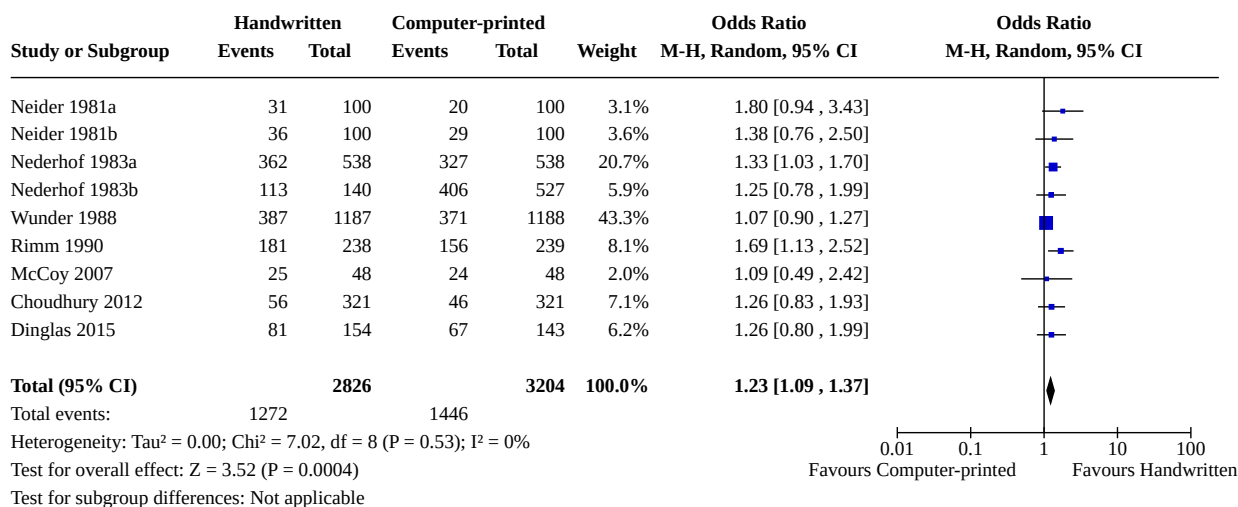 Handwritten Computer-printed Odds Ratio Odds Ratio
Study or Subgroup Events Total Events Total Weight M-H, Random, 95% CI M-H, Random, 95% CI
Neider 1981a 31 100 20 100 3.1% 1.80 [0.94 , 3.43]
Neider 1981b 36 100 29 100 3.6% 1.38 [0.76 , 2.50]
Nederhof 1983a 362 538 327 538 20.7% 1.33 [1.03 , 1.70]
Nederhof 1983b 113 140 406 527 5.9% 1.25 [0.78 , 1.99]
Wunder 1988 387 1187 371 1188 43.3% 1.07 [0.90 , 1.27]
Rimm 1990 181 238 156 239 8.1% 1.69 [1.13 , 2.52]
McCoy 2007 25 48 24 48 2.0% 1.09 [0.49 , 2.42]
Choudhury 2012 56 321 46 321 7.1% 1.26 [0.83 , 1.93]
Dinglas 2015 81 154 67 143 6.2% 1.26 [0.80 , 1.99]
Total (95% CI) 2826 3204 100.0% 1.23 [1.09 , 1.37]
Total events: 1272 1446
Heterogeneity: Tau² = 0.00; Chi² = 7.02, df = 8 (P = 0.53); I² = 0%
0.01 0.1 1 10 100
Test for overall effect: Z = 3.52 (P = 0.0004) Favours Computer-printed Favours Handwritten
Test for subgroup differences: Not applicable